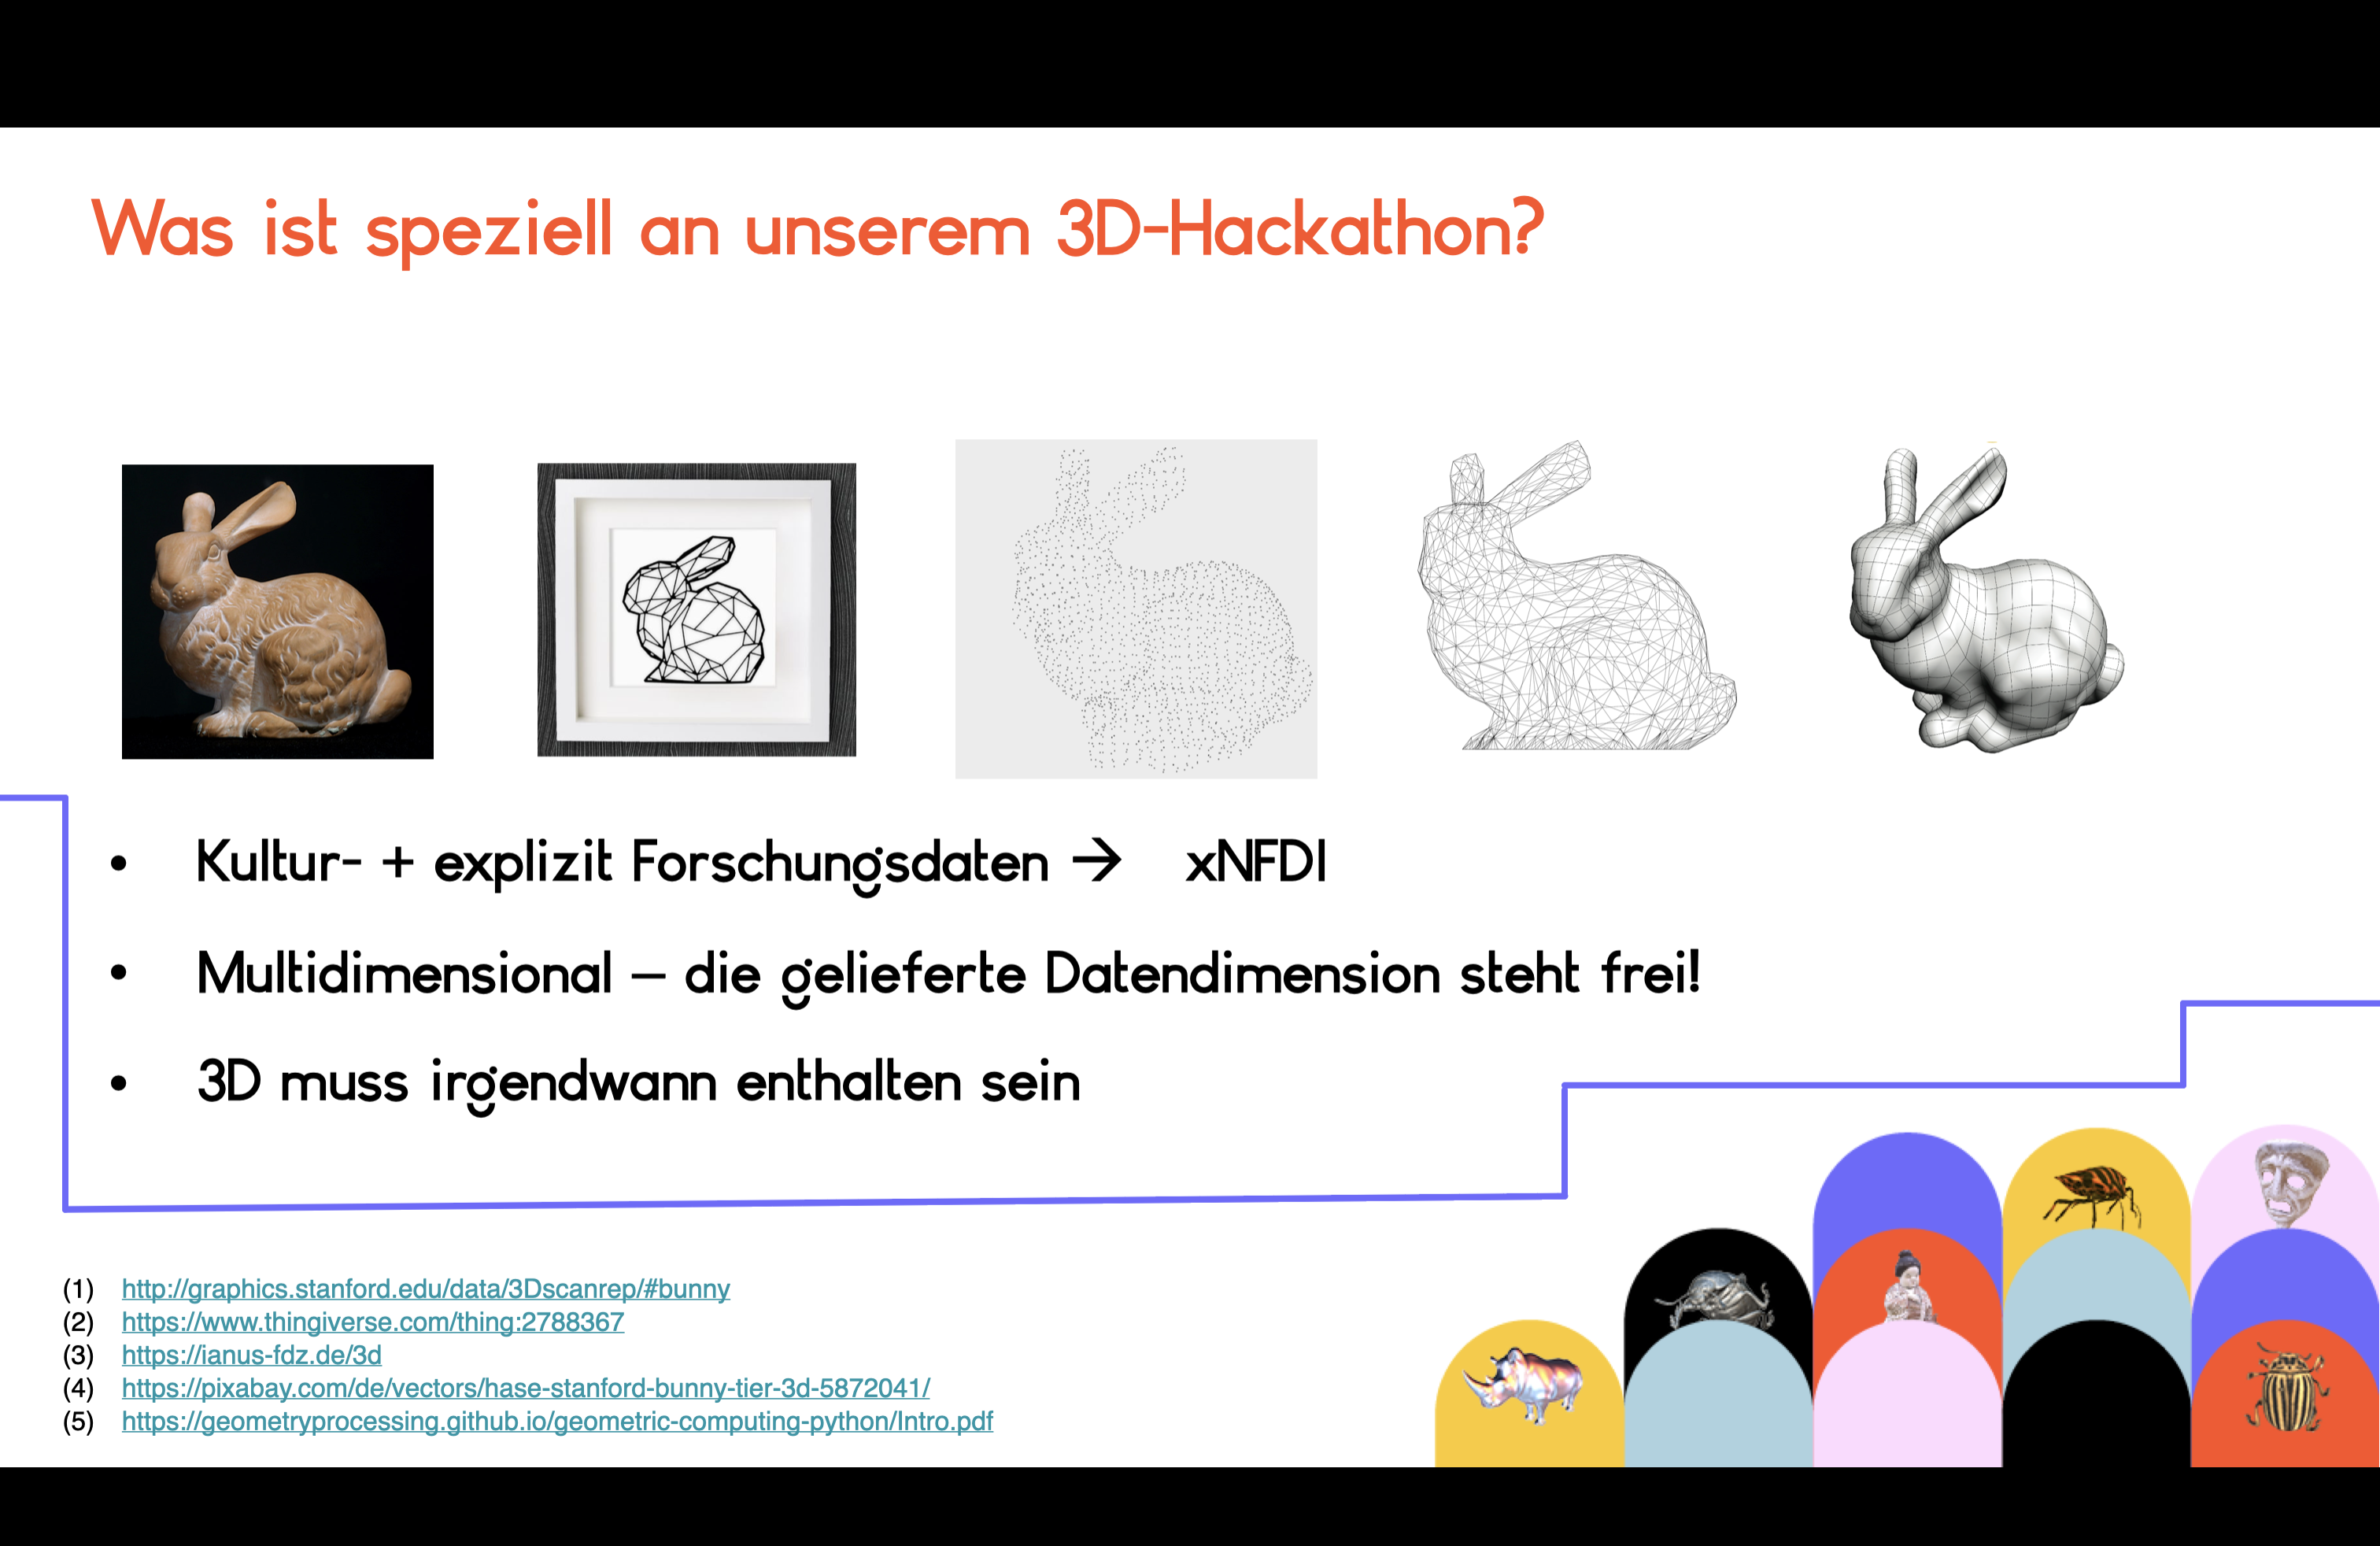 Was ist speziell an unserem 3D-Hackathon?
• Kultur- + explizit Forschungsdaten → xNFDI
• Multidimensional – die gelieferte Datendimension steht frei!
• 3D muss irgendwann enthalten sein
(1) http://graphics.stanford.edu/data/3Dscanrep/#bunny
(2) https://www.thingiverse.com/thing:2788367
(3) https://ianus-fdz.de/3d
(4) https://pixabay.com/de/vectors/hase-stanford-bunny-tier-3d-5872041/
(5) https://geometryprocessing.github.io/geometric-computing-python/Intro.pdf